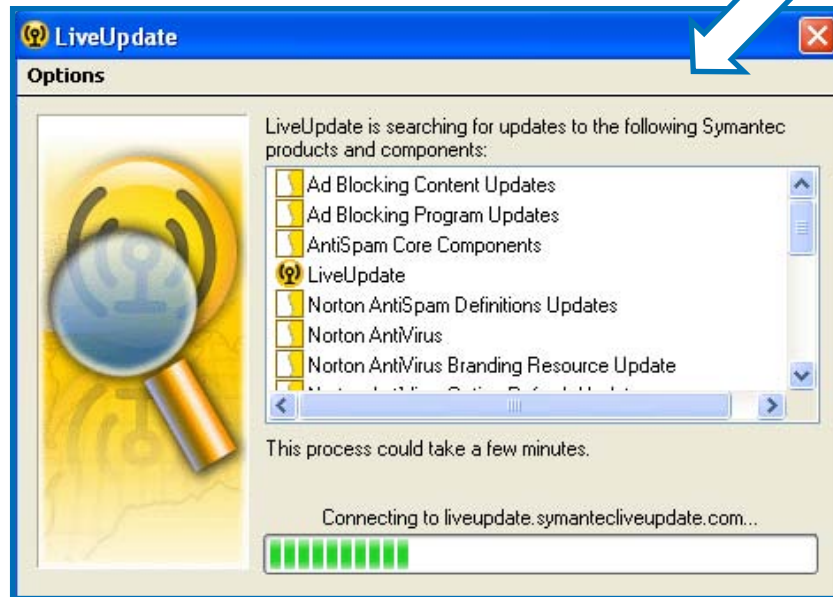 LiveUpdate
Options
LiveUpdate is searching for updates to the following Symantec
products and components:
Ad Blocking Content Updates
Ad Blocking Program Updates
AntiSpam Core Components
LiveUpdate
Norton AntiSpam Definitions Updates
Norton AntiVirus
Norton AntiVirus Branding Resource Update
This process could take a few minutes.
Connecting to liveupdate.symantecliveupdate.com...